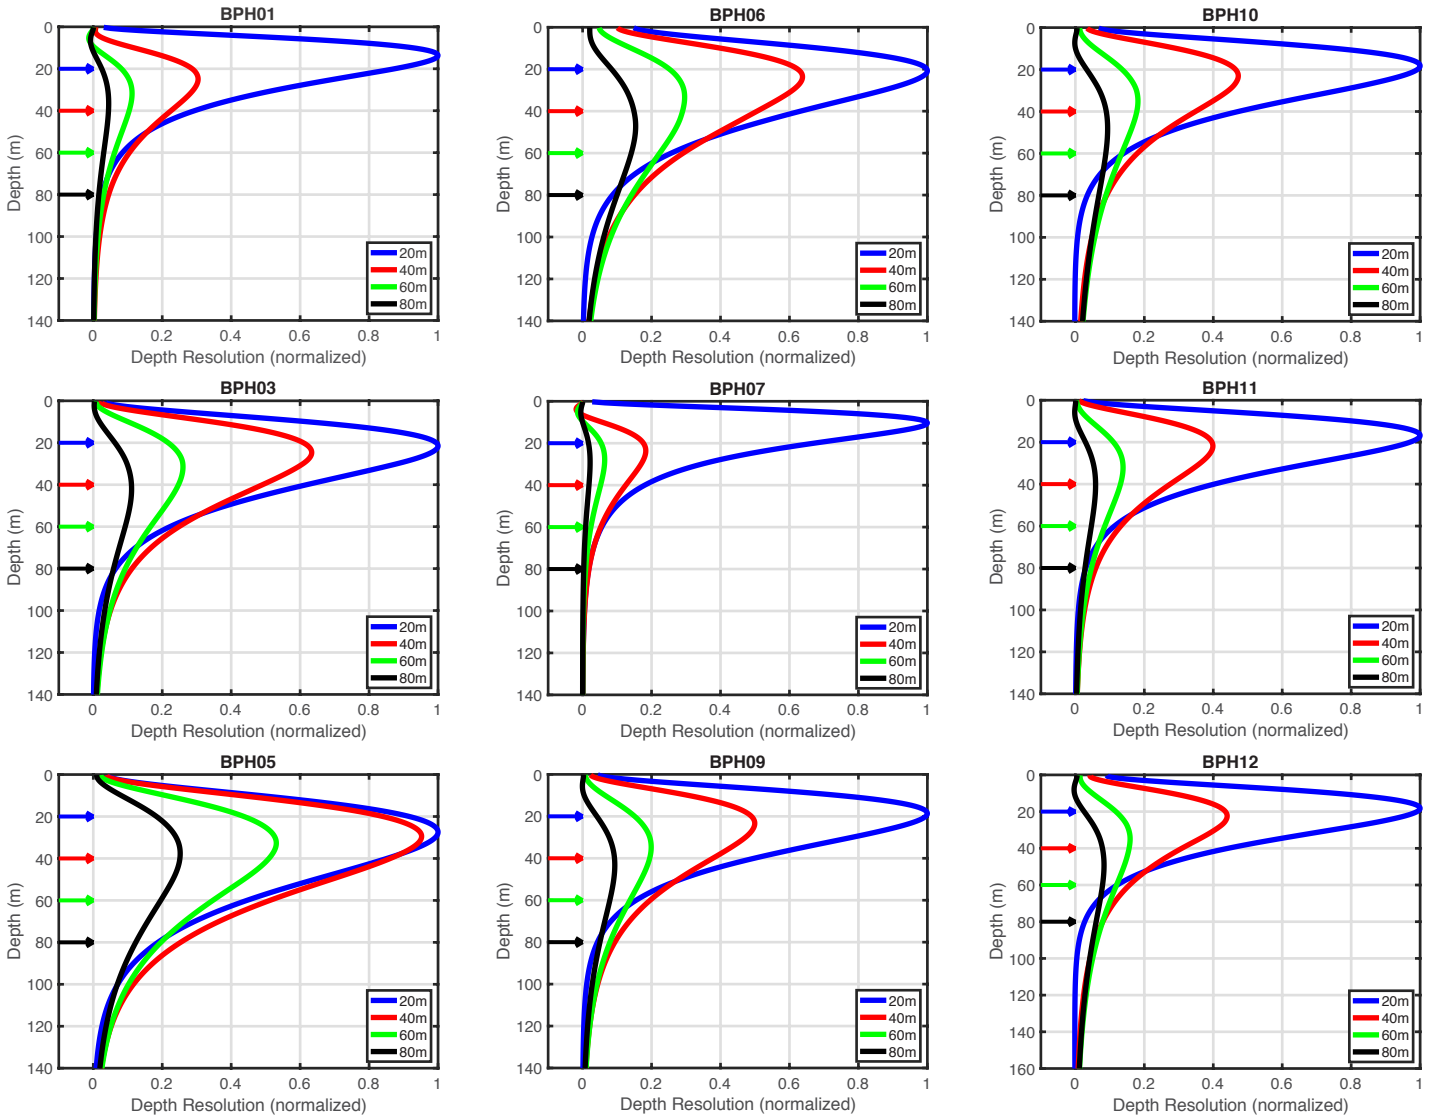 BPH01
0
20
40
60
80
100
120
140
Depth (m)
0 0.2 0.4 0.6 0.8 1
Depth Resolution (normalized)
20m
40m
60m
80m
BPH06
0
20
40
60
80
100
120
140
Depth (m)
0 0.2 0.4 0.6 0.8 1
Depth Resolution (normalized)
20m
40m
60m
80m
BPH10
0
20
40
60
80
100
120
140
Depth (m)
0 0.2 0.4 0.6 0.8 1
Depth Resolution (normalized)
20m
40m
60m
80m
BPH03
0
20
40
60
80
100
120
140
Depth (m)
0 0.2 0.4 0.6 0.8 1
Depth Resolution (normalized)
20m
40m
60m
80m
BPH07
0
20
40
60
80
100
120
140
Depth (m)
0 0.2 0.4 0.6 0.8 1
Depth Resolution (normalized)
20m
40m
60m
80m
BPH11
0
20
40
60
80
100
120
140
Depth (m)
0 0.2 0.4 0.6 0.8 1
Depth Resolution (normalized)
20m
40m
60m
80m
BPH05
0
20
40
60
80
100
120
140
Depth (m)
0 0.2 0.4 0.6 0.8 1
Depth Resolution (normalized)
20m
40m
60m
80m
BPH09
0
20
40
60
80
100
120
140
Depth (m)
0 0.2 0.4 0.6 0.8 1
Depth Resolution (normalized)
20m
40m
60m
80m
BPH12
0
20
40
60
80
100
120
140
160
Depth (m)
0 0.2 0.4 0.6 0.8 1
Depth Resolution (normalized)
20m
40m
60m
80m